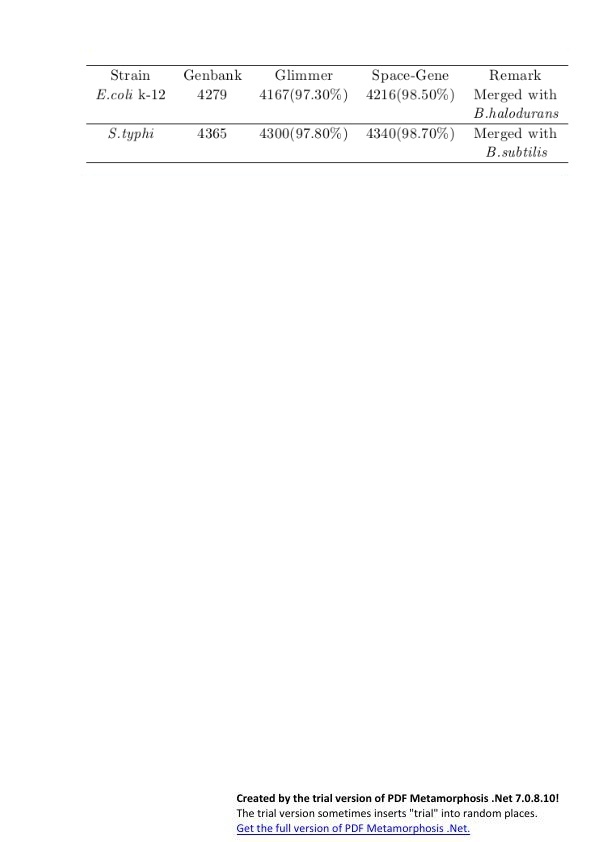 Strain Genbank Glimmer Space-Gene Remark
E.coli k-12 4279 4167(97.30%) 4216(98.50%) Merged with
B.halodurans
S.typhi 4365 4300(97.80%) 4340(98.70%) Merged with
B.subtilis
Created by the trial version of PDF Metamorphosis .Net 7.0.8.10!
The trial version sometimes inserts "trial" into random places.
Get the full version of PDF Metamorphosis .Net.